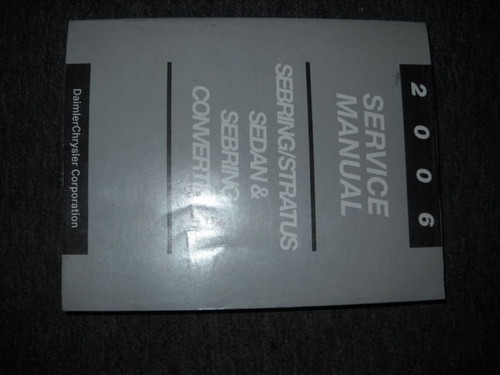 2006
SERVICE
MANUAL
SEBRING/STRATUS
SEDAN &
SEBRING
DaimlerChrysler Corporation